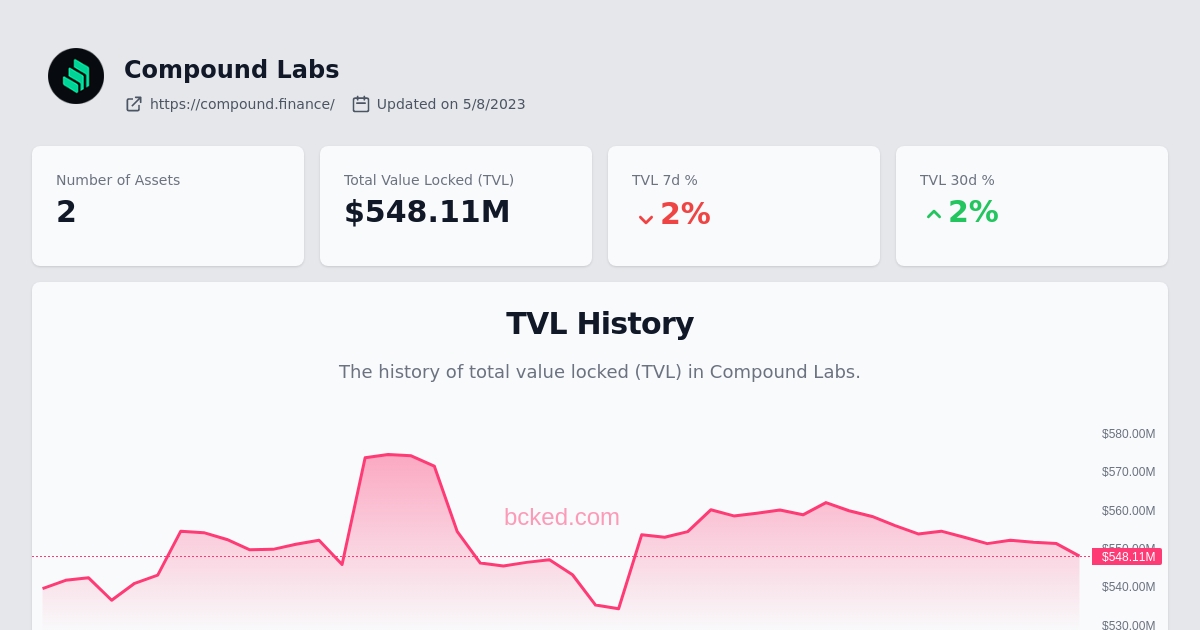 Compound Labs
https://compound.finance/ Updated on 5/8/2023
Number of Assets
2
Total Value Locked (TVL)
$548.11M
TVL 7d %
2%
TVL 30d %
2%
TVL History
The history of total value locked (TVL) in Compound Labs.
bcked.com
$580.00M
$570.00M
$560.00M
$550.00M
$548.11M
$540.00M
$530.00M